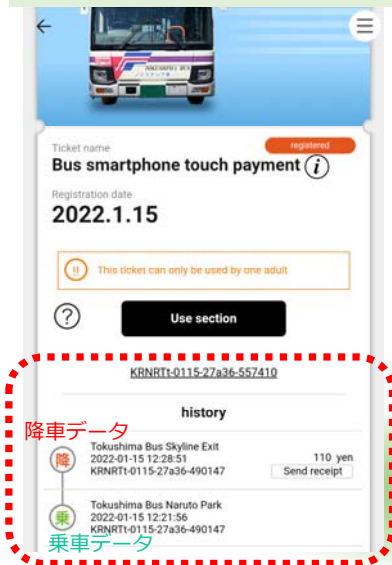 Ticket name
registered
Bus smartphone touch payment i
Registration date
2022.1.15
!! This ticket can only be used by one adult
? Use section
KRNRTt-0115-27a36-557410
history
降車データ
降
Tokushima Bus Skyline Exit
2022-01-15 12:28:51
110 yen
KRNRTt-0115-27a36-490147
Send receipt
乗
Tokushima Bus Naruto Park
2022-01-15 12:21:56
KRNRTt-0115-27a36-490147
乗車データ